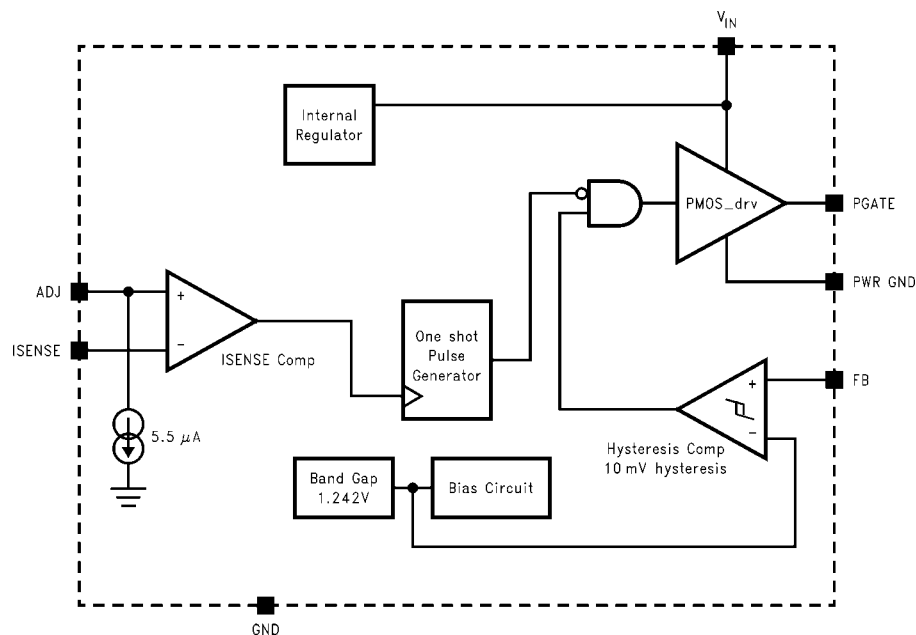 VIN
Internal
Regulator
PMOS_drv
PGATE
PWR GND
ADJ
+
ISENSE
-
ISENSE Comp
One shot
Pulse
Generator
+
FB
-
5.5 μA
Hysteresis Comp
10 mV hysteresis
Band Gap
1.242V
Bias Circuit
GND